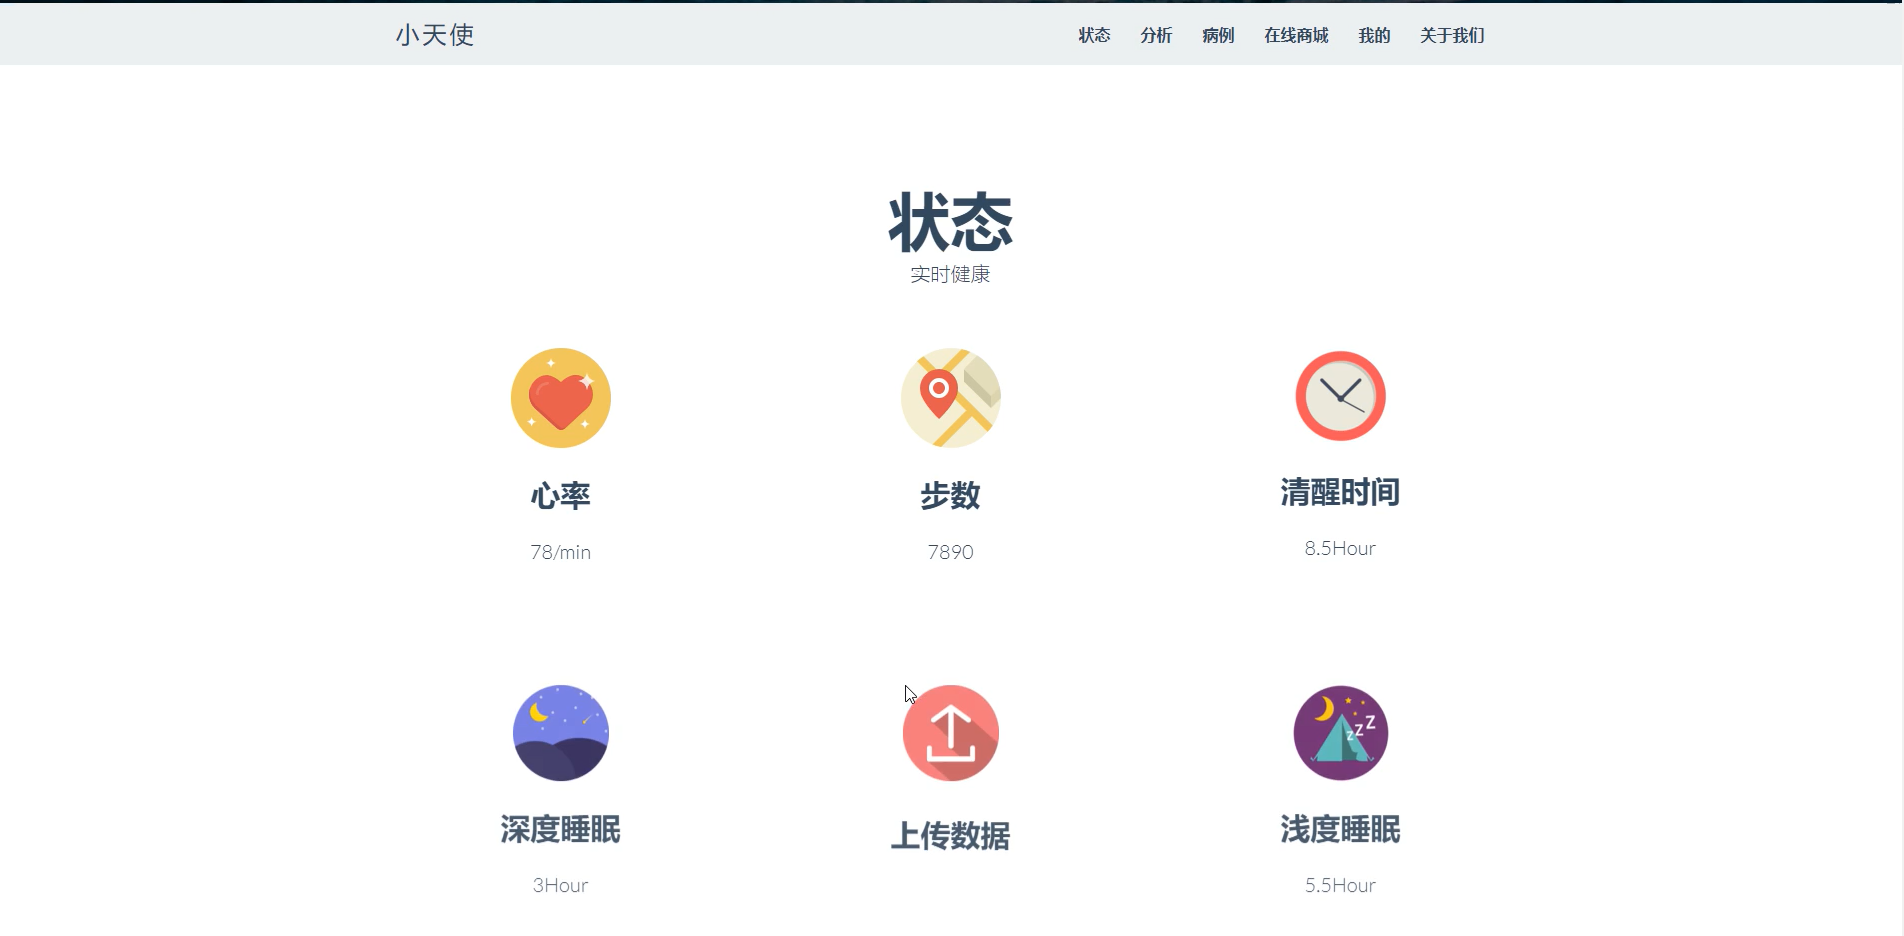 小天使
状态 分析 病例 在线商城 我的 关于我们
状态
实时健康
心率
78/min
步数
7890
清醒时间
8.5Hour
zzZ
深度睡眠
3Hour
上传数据
浅度睡眠
5.5Hour